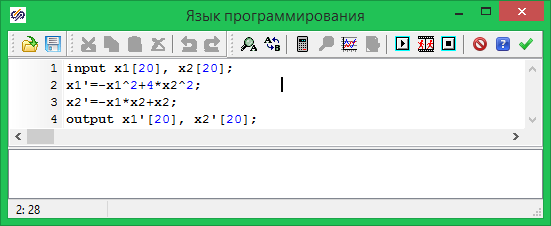 Язык программирования
1 input x1[20], x2[20];
2 x1'=-x1^2+4*x2^2;
3 x2'=-x1*x2+x2;
4 output x1'[20], x2'[20];
2: 28